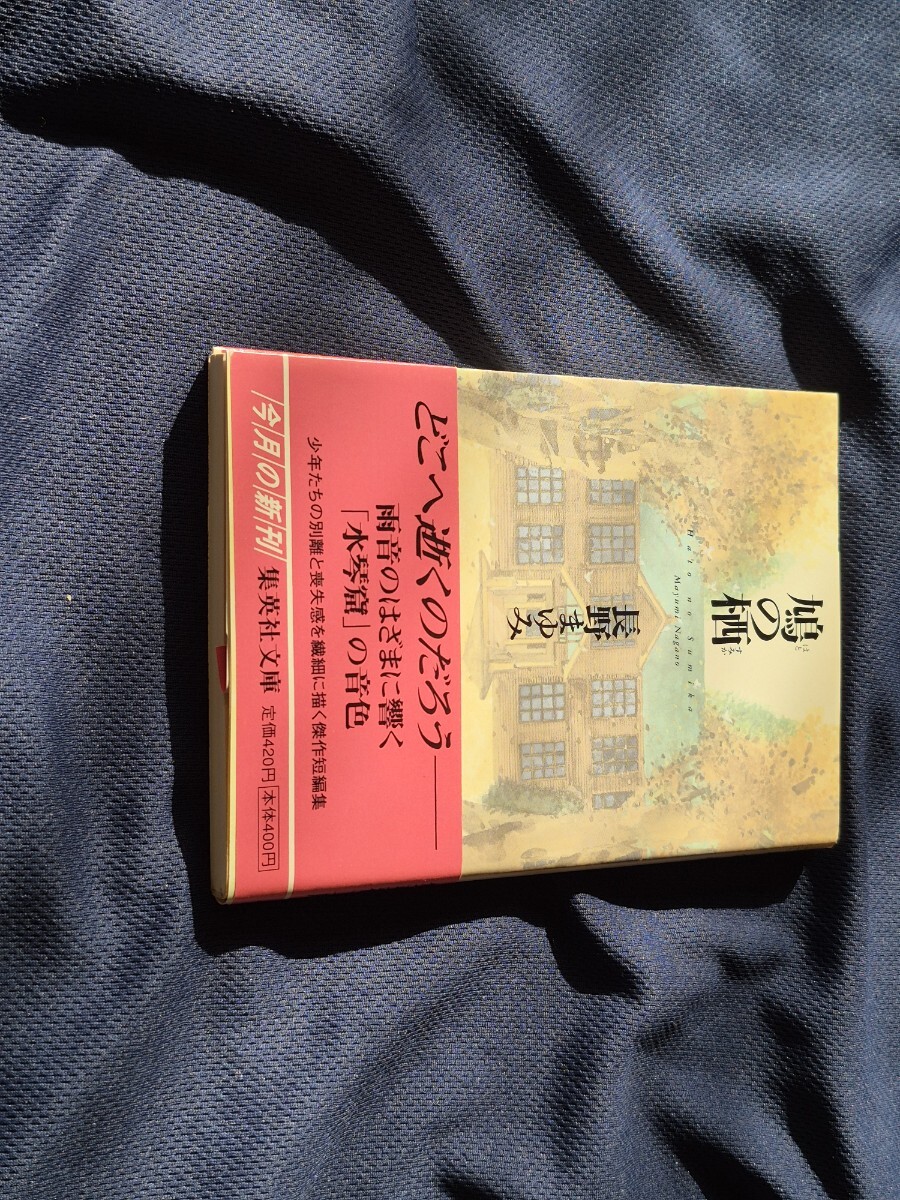 鳩の栖
はと
すみか
Hato no Sumika
Mayumi Nagano
長野まゆみ
どこへ逝くのだろう———
雨音のはざまに響く
「水琴窟」の音色
少年たちの別離と喪失感を繊細に描く傑作短編集
今月の新刊 集英社文庫 定価420円 本体400円